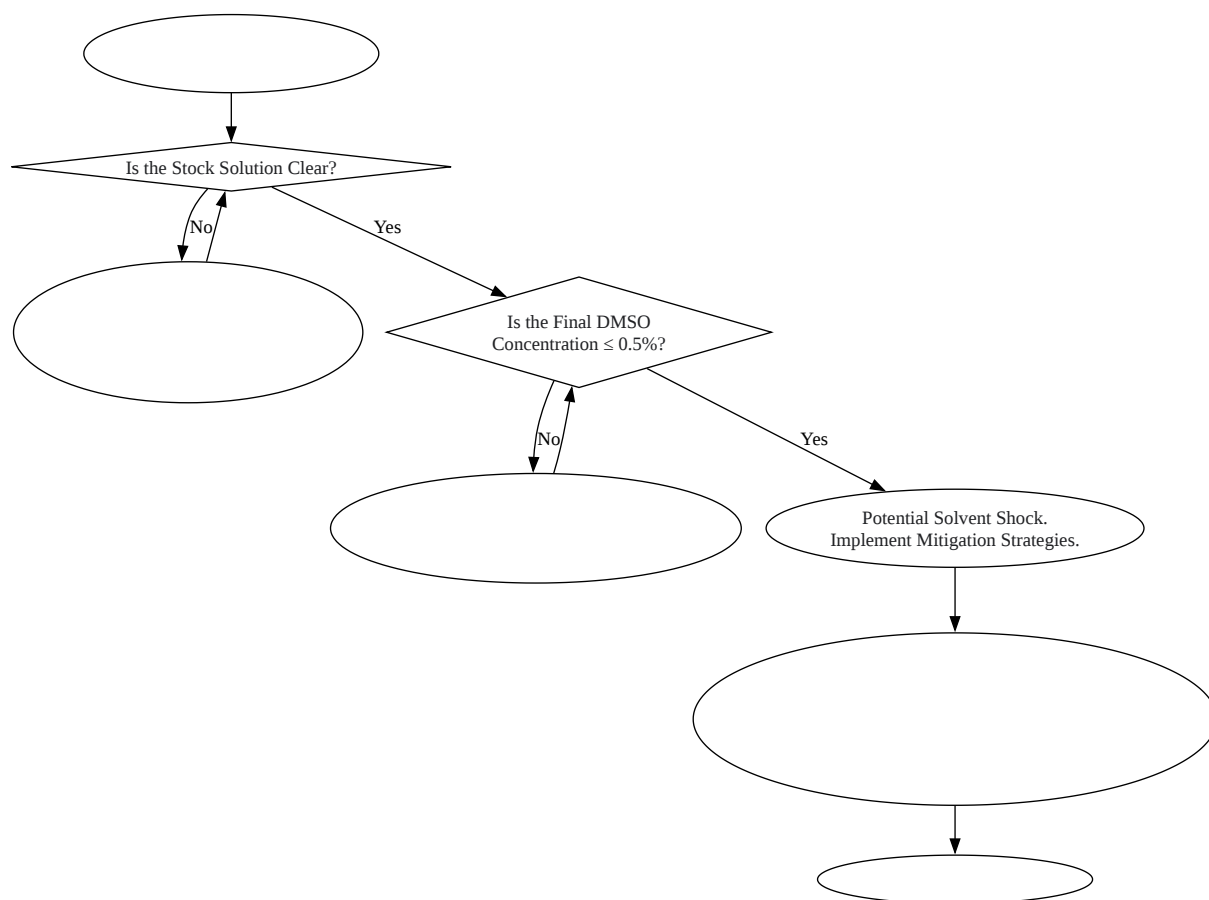 Is the Stock Solution Clear?
No
Yes
Is the Final DMSO
Concentration ≤ 0.5%?
No
Yes
Potential Solvent Shock.
Implement Mitigation Strategies.